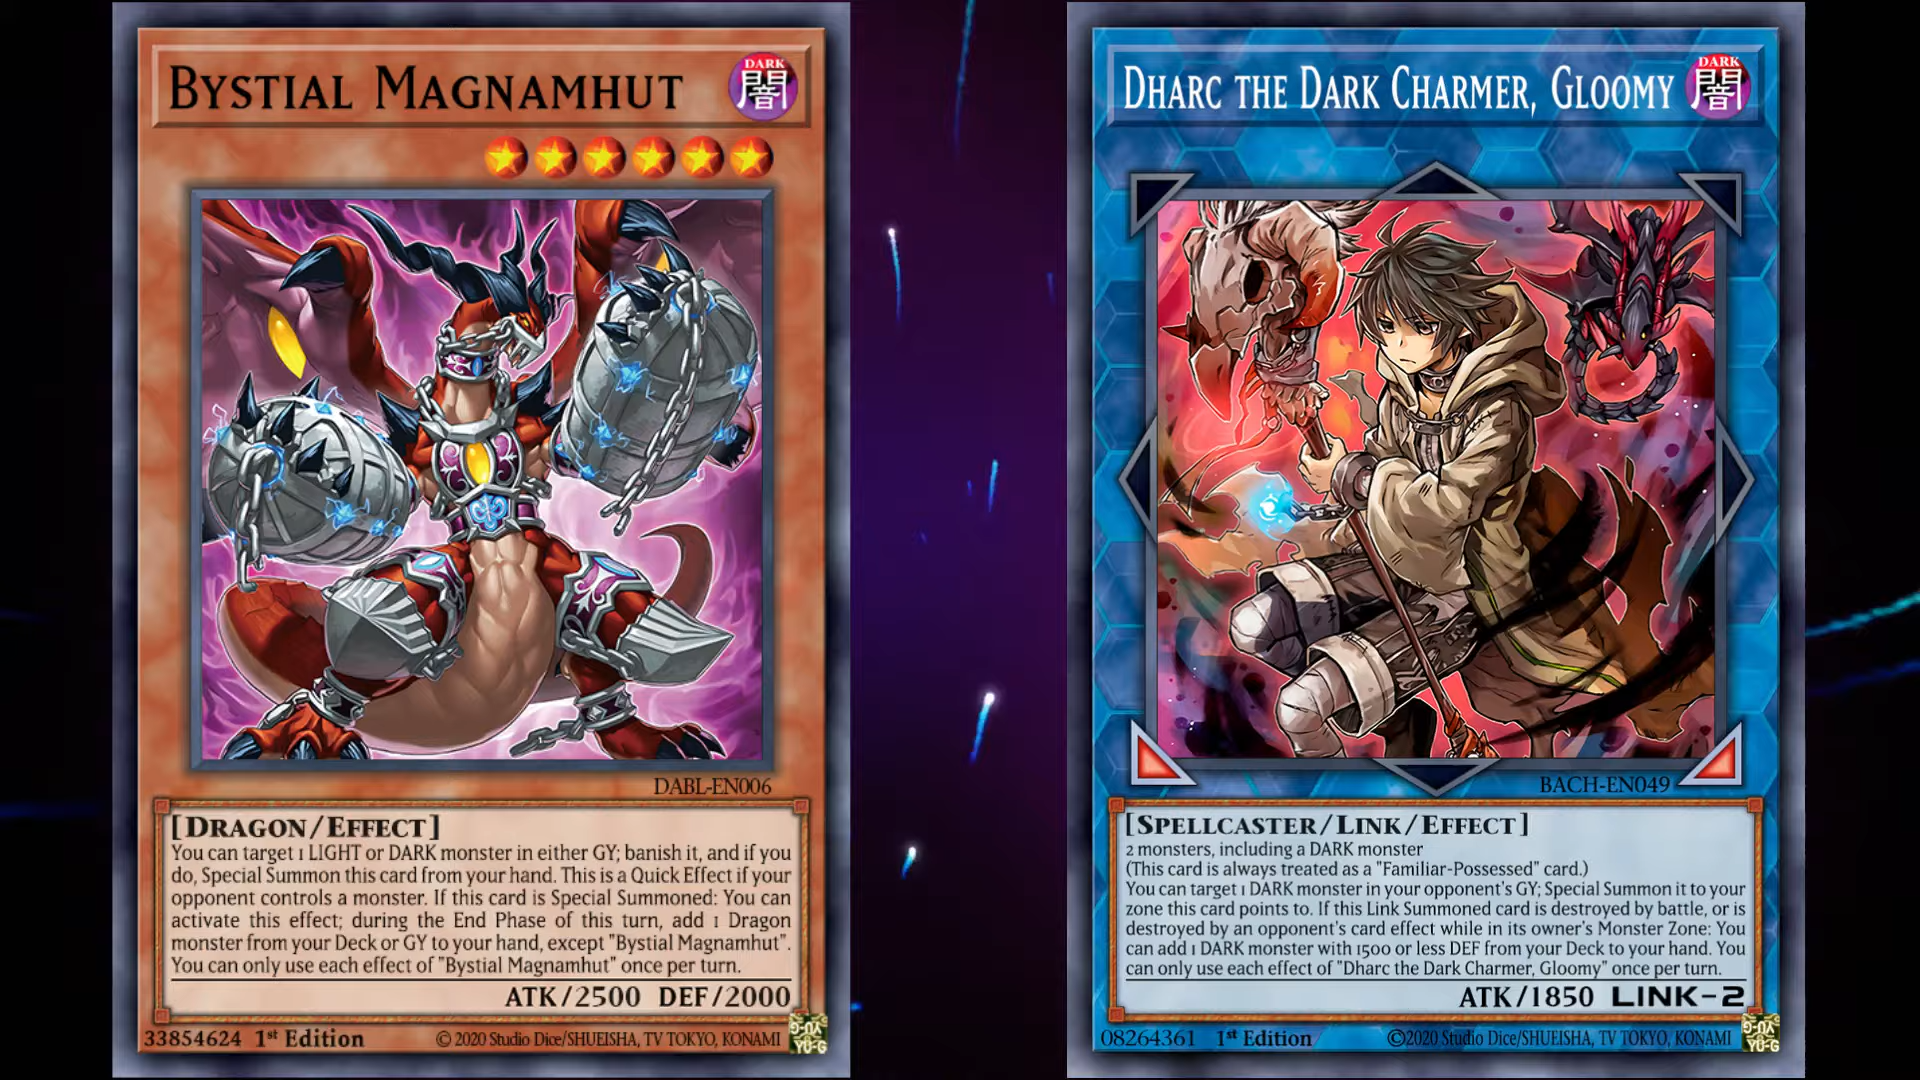 BYSTIAL MAGNAMHUT
DARK
闇
DABL-EN006
[DRAGON/EFFECT]
You can target 1 LIGHT or DARK monster in either GY; banish it, and if you
do, Special Summon this card from your hand. This is a Quick Effect if your
opponent controls a monster. If this card is Special Summoned: You can
activate this effect; during the End Phase of this turn, add 1 Dragon
monster from your Deck or GY to your hand, except "Bystial Magnamhut".
You can only use each effect of "Bystial Magnamhut" once per turn.
ATK/2500 DEF/2000
33854624 1st Edition
©2020 Studio Dice/SHUEISHA, TV TOKYO, KONAMI
YU-G
DHARC THE DARK CHARMER, GLOOMY
DARK
闇
BACH-EN049
[SPELLCASTER/LINK/EFFECT]
2 monsters, including a DARK monster
(This card is always treated as a "Familiar-Possessed" card.)
You can target 1 DARK monster in your opponent's GY; Special Summon it to your
zone this card points to. If this Link Summoned card is destroyed by battle, or is
destroyed by an opponent's card effect while in its owner's Monster Zone: You
can add 1 DARK monster with 1500 or less DEF from your Deck to your hand. You
can only use each effect of "Dharc the Dark Charmer, Gloomy" once per turn.
ATK/1850 LINK-2
08264361 1st Edition
©2020 Studio Dice/SHUEISHA, TV TOKYO, KONAMI
YU-G